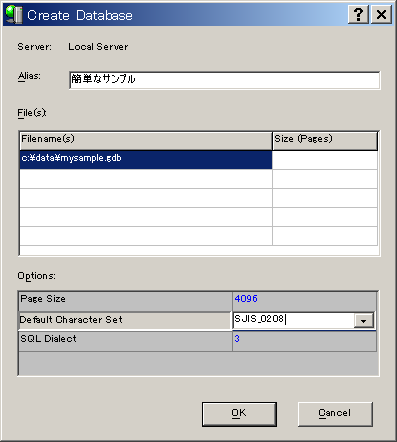 Create Database
Server: Local Server
Alias: 簡単なサンプル
File(s):
Filename(s) Size (Pages)
c:¥data¥mysample.gdb
Options:
Page Size 4096
Default Character Set SJIS_0208
SQL Dialect 3
OK Cancel